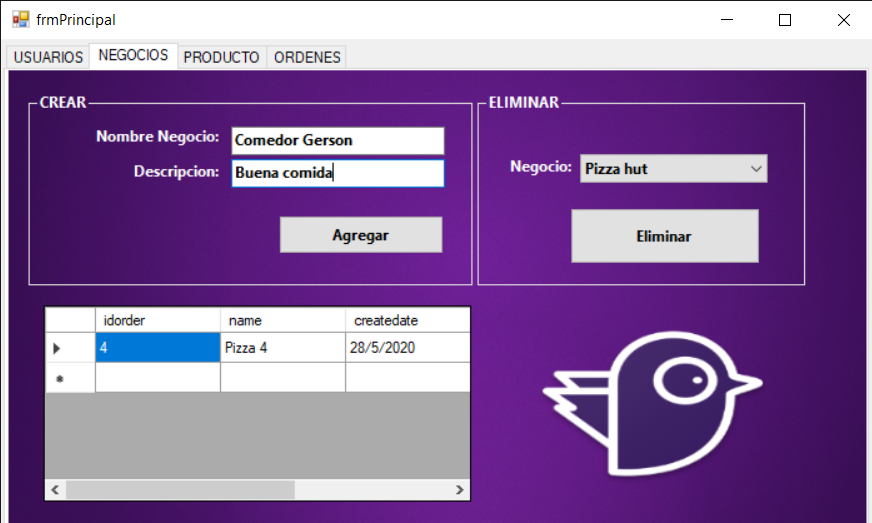 frmPrincipal
USUARIOS NEGOCIOS PRODUCTO ORDENES
CREAR
Nombre Negocio: Comedor Gerson
Descripcion: Buena comida
Agregar
ELIMINAR
Negocio: Pizza hut
Eliminar
idorder name createdate
4 Pizza 4 28/5/2020